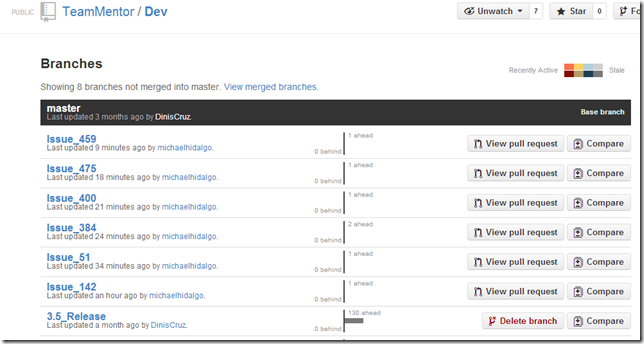 PUBLIC TeamMentor / Dev Unwatch 7 Star 0 Fo
Branches
Showing 8 branches not merged into master. View merged branches.
Recently Active Stale
master
Last updated 3 months ago by DinisCruz.
Base branch
Issue_459
Last updated 9 minutes ago by michaelhidalgo.
0 behind 1 ahead
View pull request Compare
Issue_475
Last updated 18 minutes ago by michaelhidalgo.
0 behind 1 ahead
View pull request Compare
Issue_400
Last updated 21 minutes ago by michaelhidalgo.
0 behind 1 ahead
View pull request Compare
Issue_384
Last updated 24 minutes ago by michaelhidalgo.
0 behind 2 ahead
View pull request Compare
Issue_51
Last updated 34 minutes ago by michaelhidalgo.
0 behind 1 ahead
View pull request Compare
Issue_142
Last updated an hour ago by michaelhidalgo.
0 behind 1 ahead
View pull request Compare
3.5_Release
Last updated a month ago by DinisCruz.
0 behind 130 ahead
Delete branch Compare